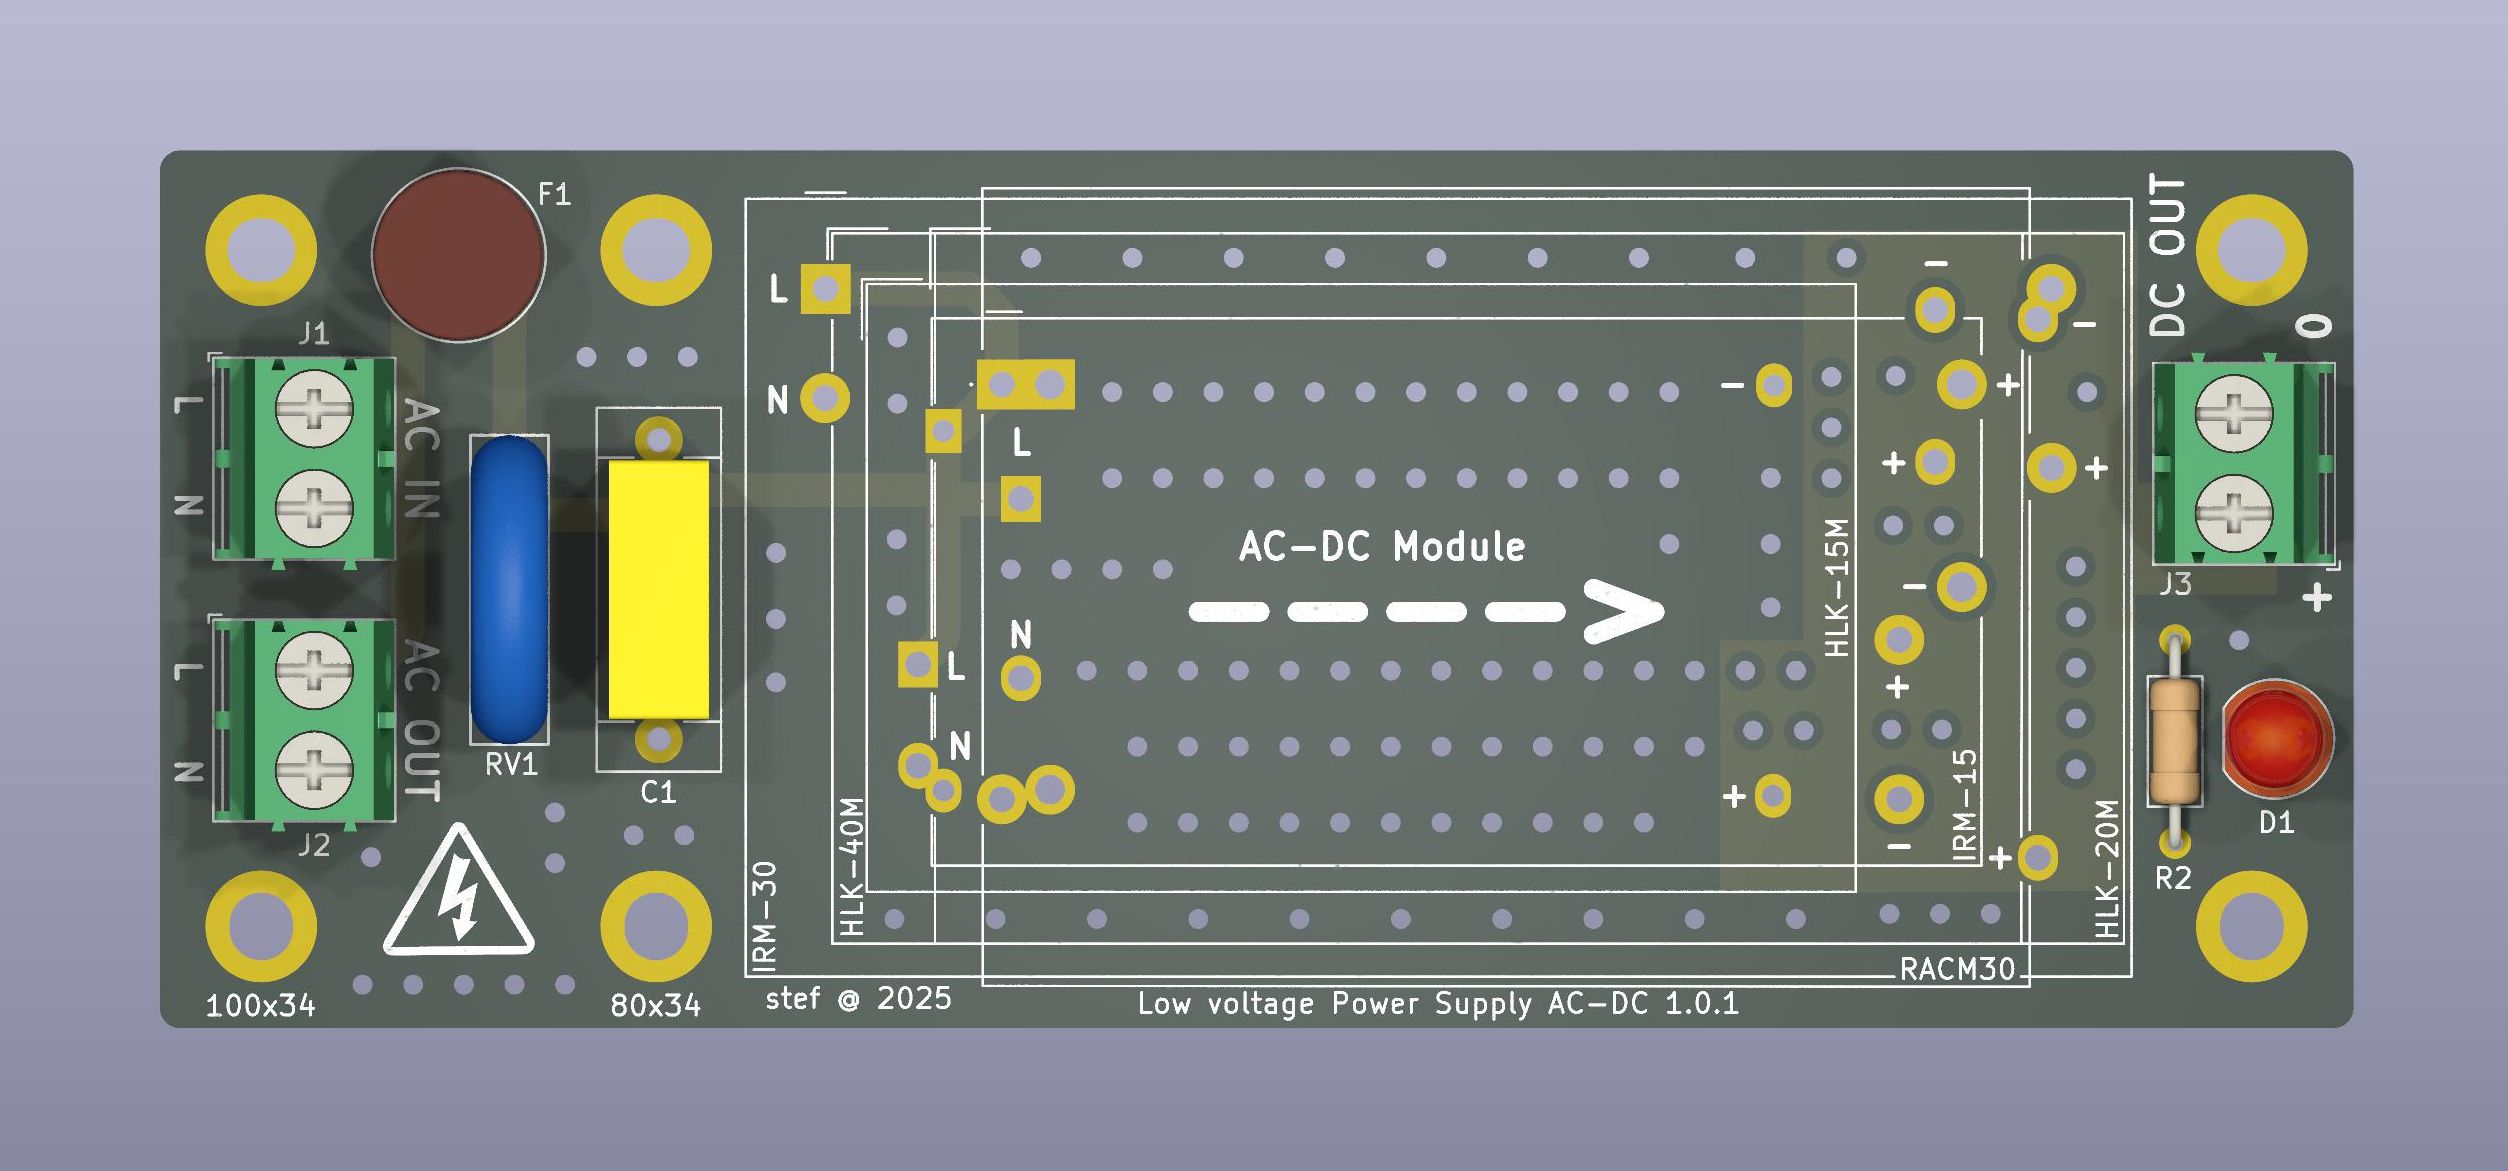 F1
J1
L
N
AC IN
L
N
AC OUT
J2
RV1
C1
100x34
80x34
L
N
L
N
L
N
-
+
-
+
-
+
-
+
+
-
+
AC-DC Module
---->
HLK-15M
IRM-15
HLK-40M
IRM-30
HLK-20M
RACM30
stef @ 2025
Low voltage Power Supply AC-DC 1.0.1
DC OUT
0
J3
+
D1
R2